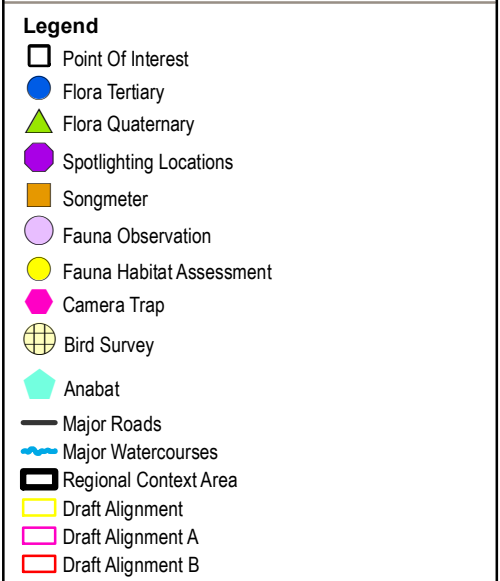 Legend
Point Of Interest
Flora Tertiary
Flora Quaternary
Spotlighting Locations
Songmeter
Fauna Observation
Fauna Habitat Assessment
Camera Trap
Bird Survey
Anabat
Major Roads
Major Watercourses
Regional Context Area
Draft Alignment
Draft Alignment A
Draft Alignment B